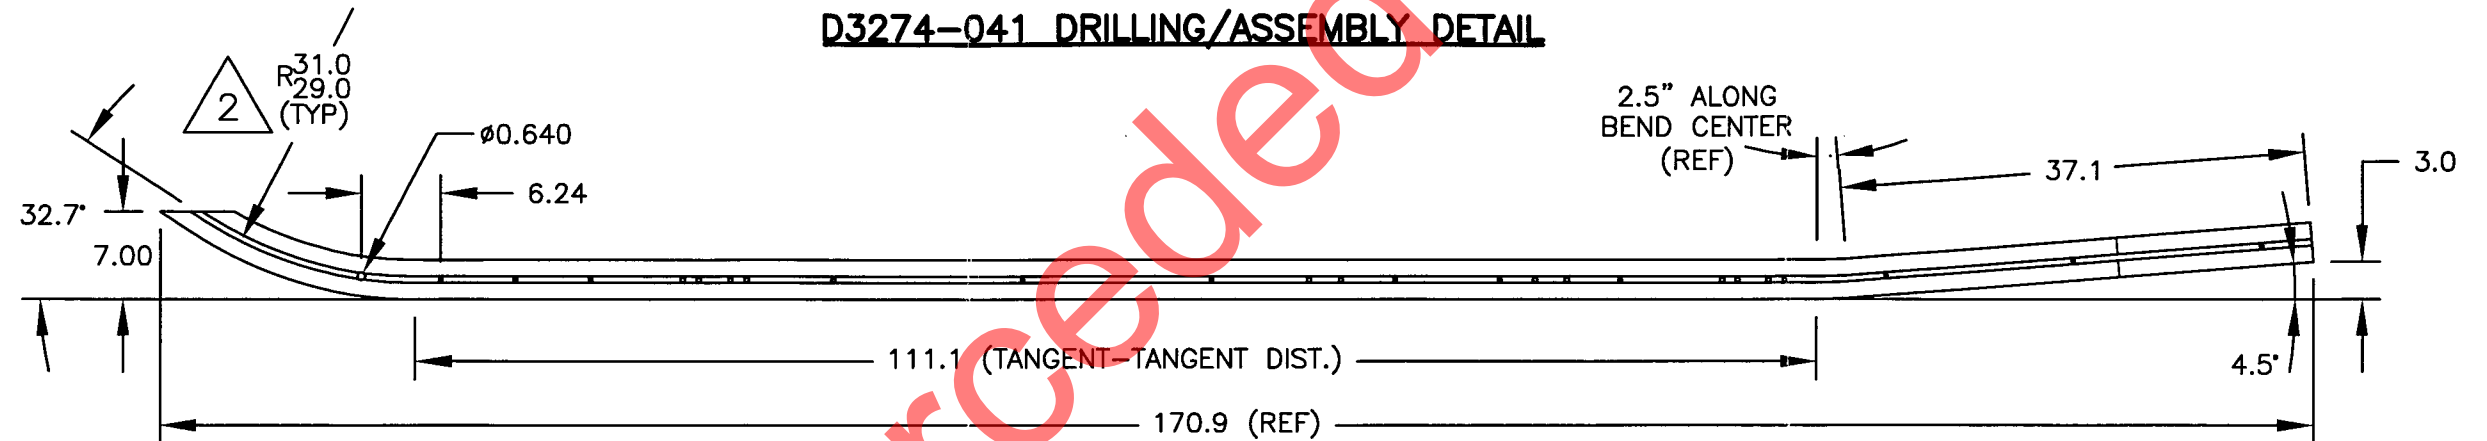 D3274-041 DRILLING/ASSEMBLY DETAIL
2
R31.0
29.0
(TYP)
ø0.640
6.24
32.7°
7.00
2.5" ALONG
BEND CENTER
(REF)
37.1
3.0
111.1 (TANGENT-TANGENT DIST.)
4.5°
170.9 (REF)
rceded